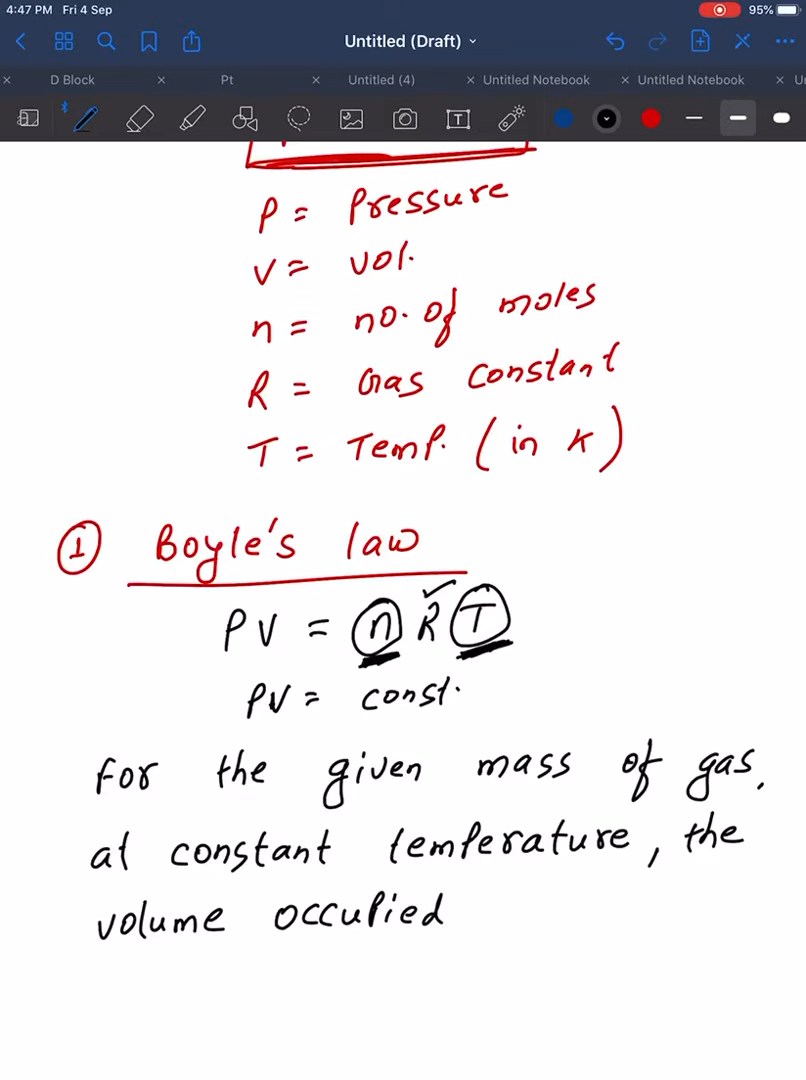 4:47 PM Fri 4 Sep
95%
Untitled (Draft)
D Block
Pt
Untitled (4)
Untitled Notebook
Untitled Notebook
P = Pressure
V = vol.
n = no. of moles
R = Gas constant
T = Temp. (in K)
1 Boyle's law
PV = n R T
PV = const.
For the given mass of gas,
at constant temperature, the
volume occupied